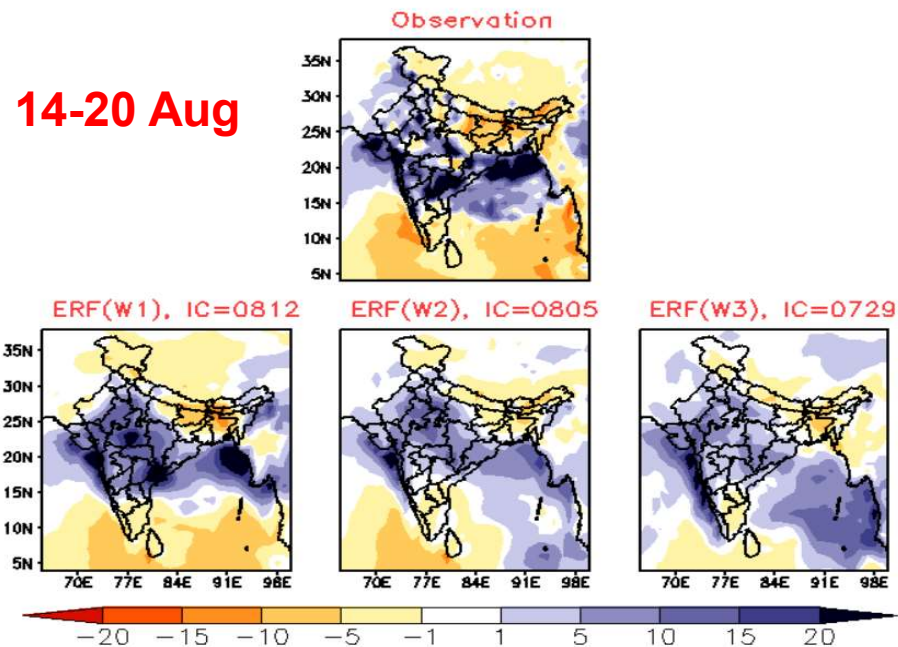 Observation
14-20 Aug
35N
30N
25N
20N
15N
10N
5N
ERF(W1), IC=0812
ERF(W2), IC=0805
ERF(W3), IC=0729
35N
30N
25N
20N
15N
10N
5N
70E 77E 84E 91E 98E
70E 77E 84E 91E 98E
70E 77E 84E 91E 98E
-20 -15 -10 -5 -1 1 5 10 15 20